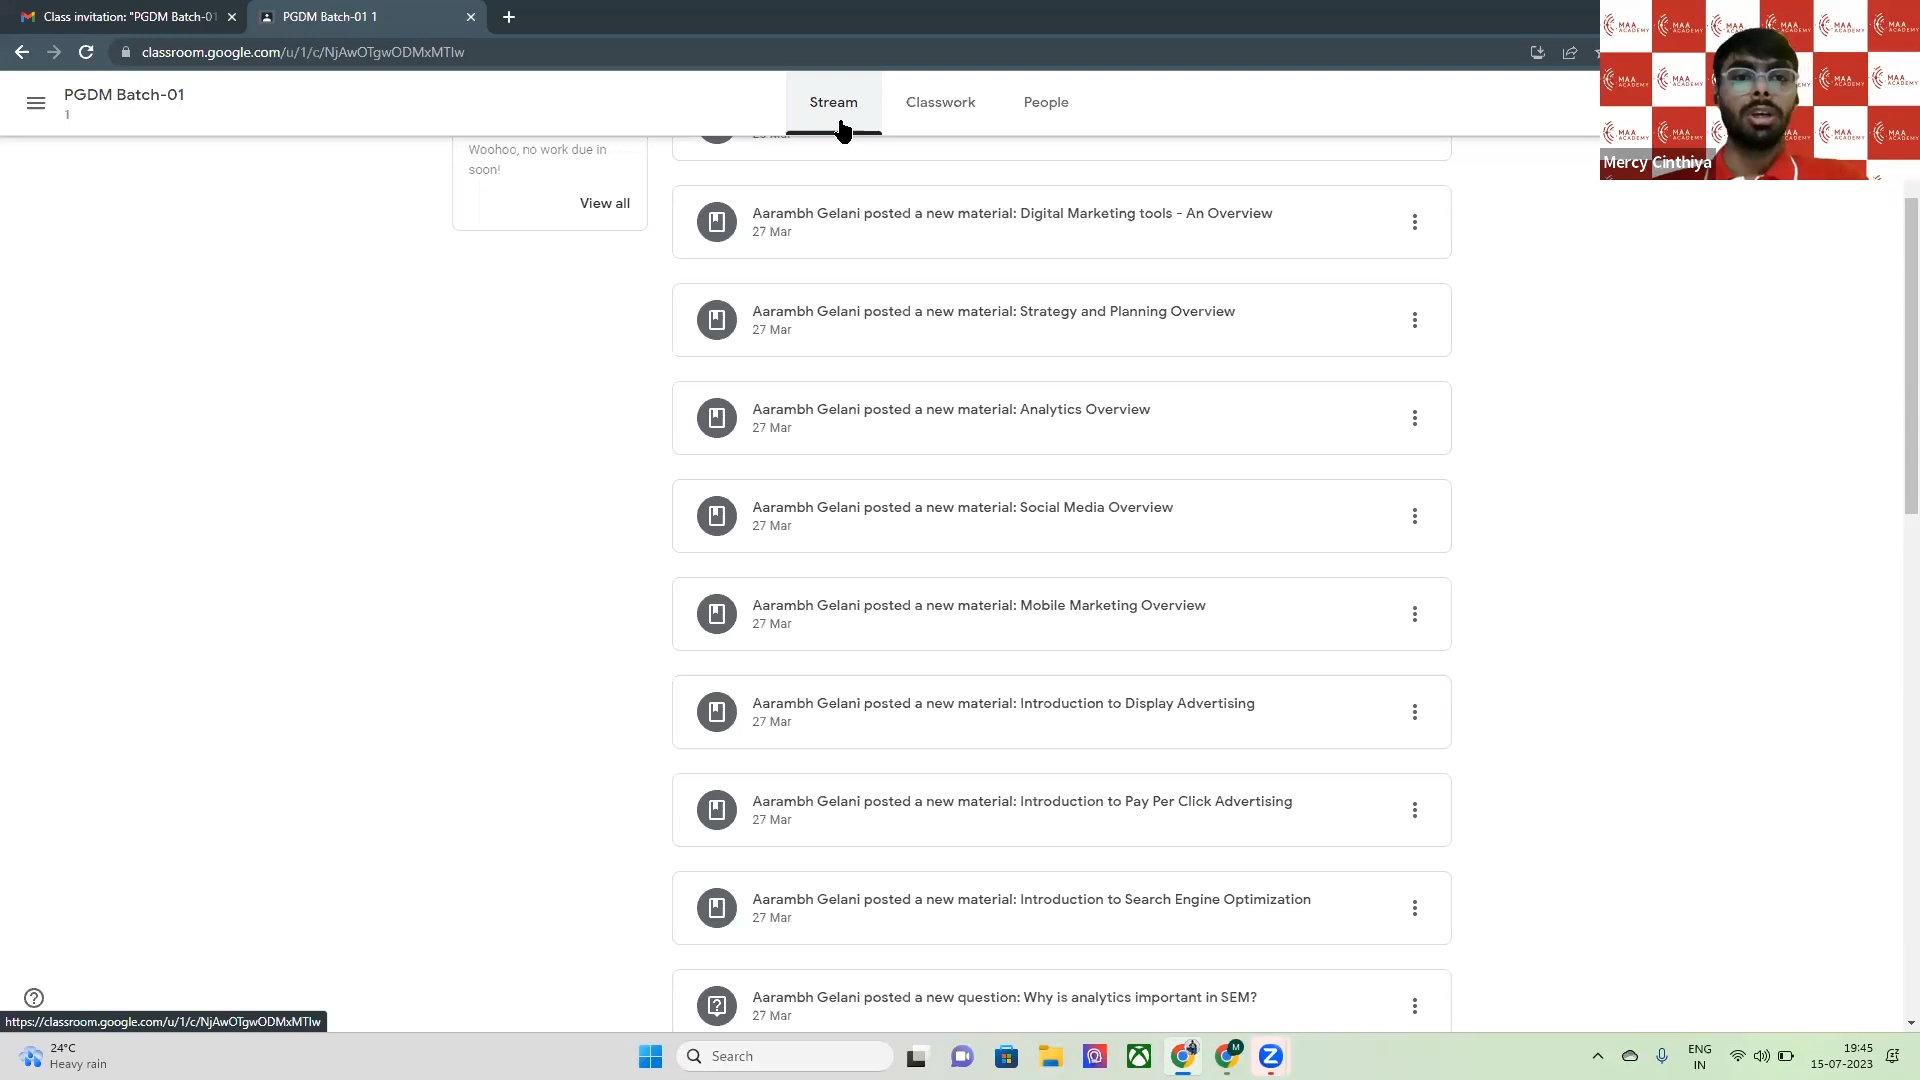 Class invitation: "PGDM Batch-01
PGDM Batch-01 1
classroom.google.com/u/1/c/NjAwOTgwODMxMTIw
PGDM Batch-01
1
Stream
Classwork
People
MAA ACADEMY
Mercy Cinthiya
Woohoo, no work due in
soon!
View all
Aarambh Gelani posted a new material: Digital Marketing tools - An Overview
27 Mar
Aarambh Gelani posted a new material: Strategy and Planning Overview
27 Mar
Aarambh Gelani posted a new material: Analytics Overview
27 Mar
Aarambh Gelani posted a new material: Social Media Overview
27 Mar
Aarambh Gelani posted a new material: Mobile Marketing Overview
27 Mar
Aarambh Gelani posted a new material: Introduction to Display Advertising
27 Mar
Aarambh Gelani posted a new material: Introduction to Pay Per Click Advertising
27 Mar
Aarambh Gelani posted a new material: Introduction to Search Engine Optimization
27 Mar
Aarambh Gelani posted a new question: Why is analytics important in SEM?
27 Mar
https://classroom.google.com/u/1/c/NjAwOTgwODMxMTIw
24°C
Heavy rain
Search
M
ENG
IN
19:45
15-07-2023